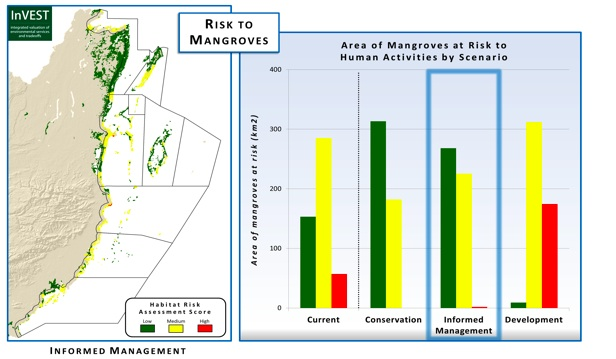 InVEST
Integrated valuation of
environmental services
and tradeoffs
RISK TO
MANGROVES
Habitat Risk
Assessment Score
Low Medium High
INFORMED MANAGEMENT
Area of Mangroves at Risk to
Human Activities by Scenario
Area of mangroves at risk (km2)
400
300
200
100
0
Current Conservation Informed Management Development